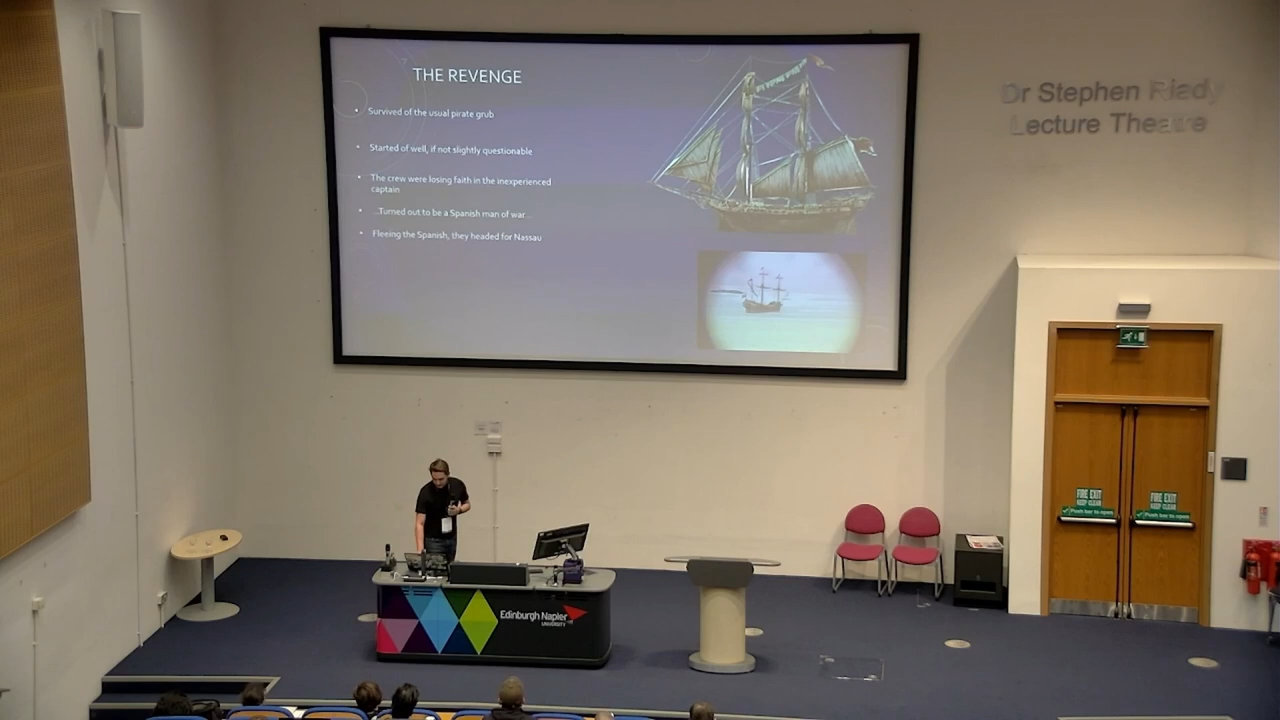 THE REVENGE
• Survived of the usual pirate grub
• Started of well, if not slightly questionable
• The crew were losing faith in the inexperienced
captain
• ...Turned out to be a Spanish man of war...
• Fleeing the Spanish, they headed for Nassau
Dr Stephen Riady
Lecture Theatre
FIRE EXIT
KEEP CLEAR
Push bar to open
FIRE EXIT
KEEP CLEAR
Push bar to open
Edinburgh Napier
UNIVERSITY